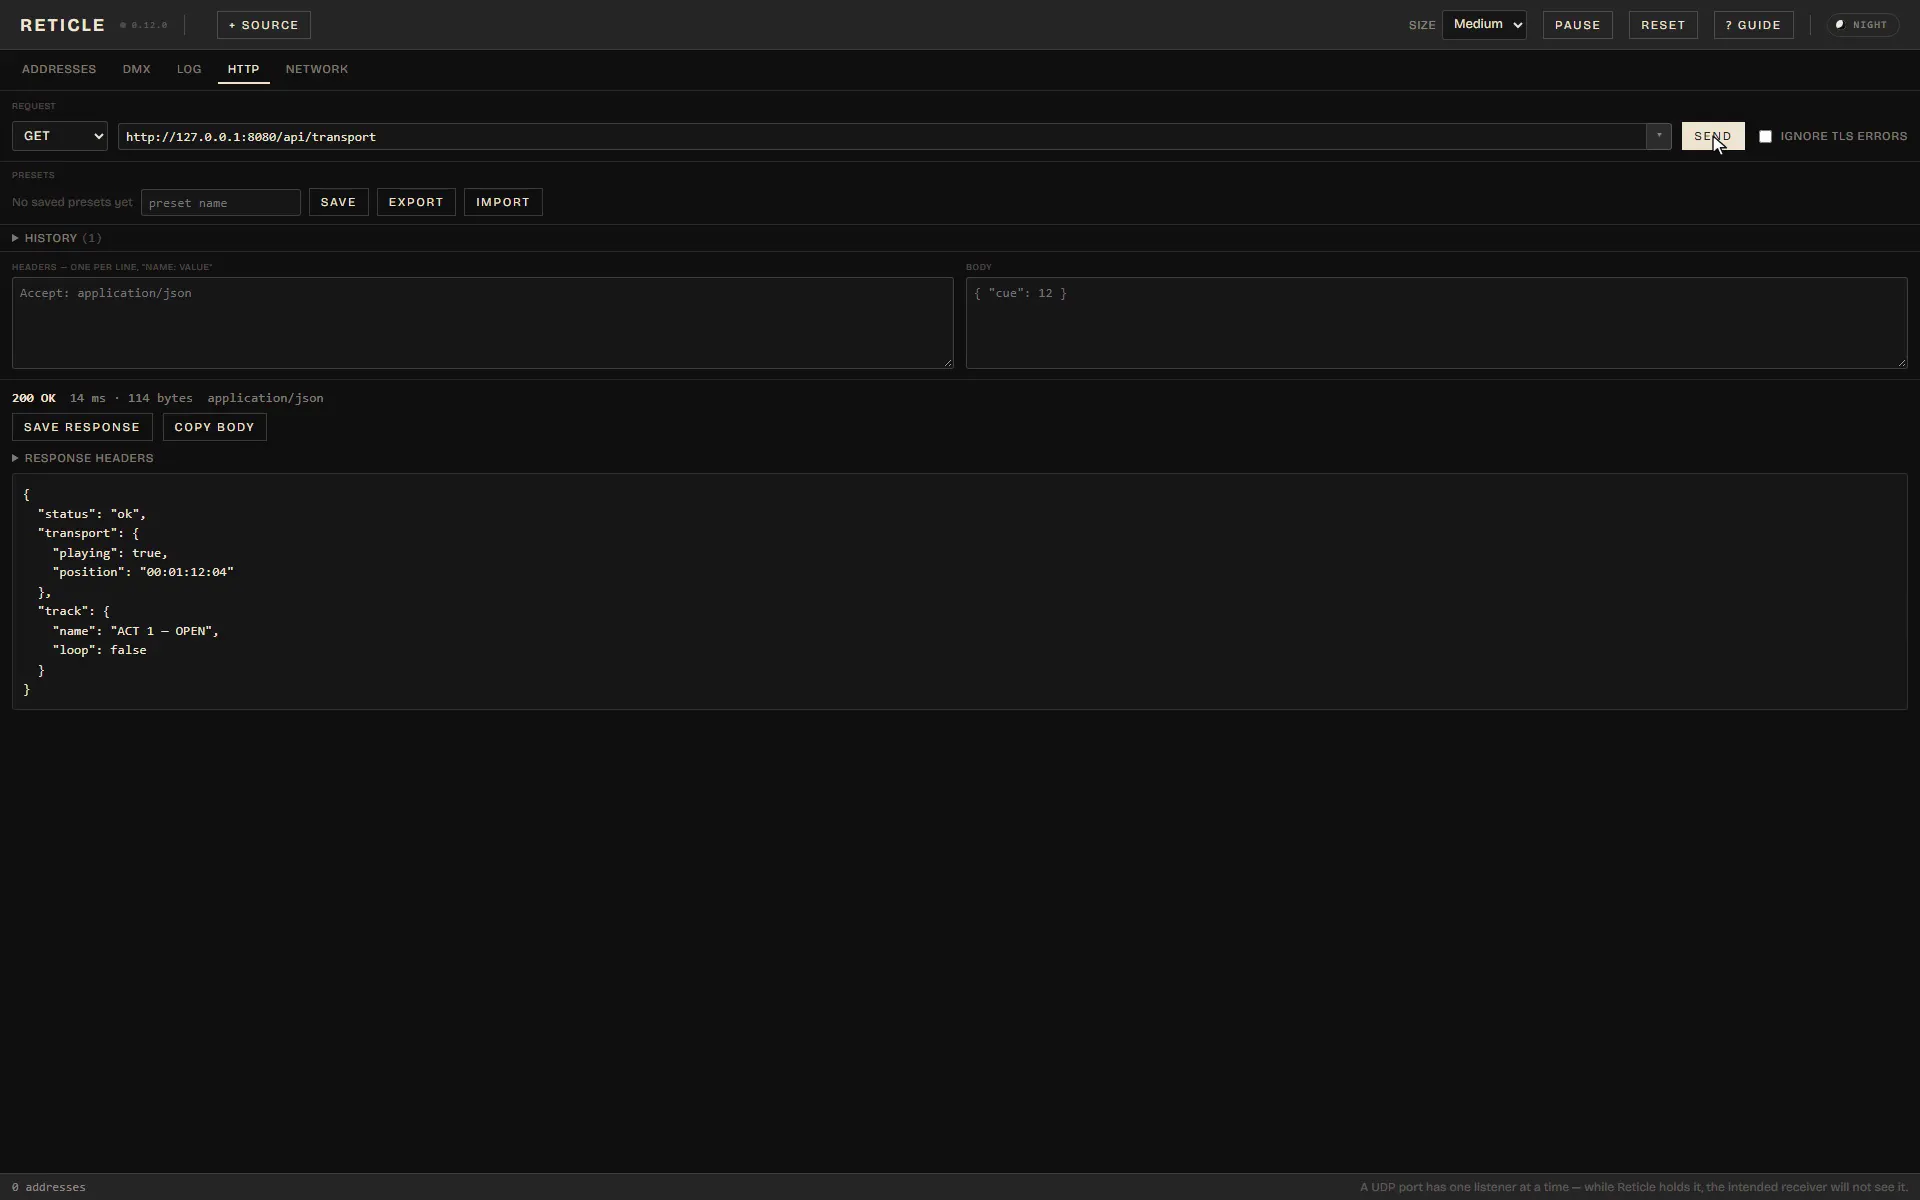 RETICLE 0.12.0 + SOURCE SIZE Medium PAUSE RESET ? GUIDE NIGHT
ADDRESSES DMX LOG HTTP NETWORK
REQUEST
GET http://127.0.0.1:8080/api/transport SEND IGNORE TLS ERRORS
PRESETS
No saved presets yet preset name SAVE EXPORT IMPORT
HISTORY (1)
HEADERS — ONE PER LINE, "NAME: VALUE" BODY
Accept: application/json { "cue": 12 }
200 OK 14 ms · 114 bytes application/json
SAVE RESPONSE COPY BODY
RESPONSE HEADERS
{
"status": "ok",
"transport": {
"playing": true,
"position": "00:01:12:04"
},
"track": {
"name": "ACT 1 — OPEN",
"loop": false
}
}
0 addresses A UDP port has one listener at a time — while Reticle holds it, the intended receiver will not see it.